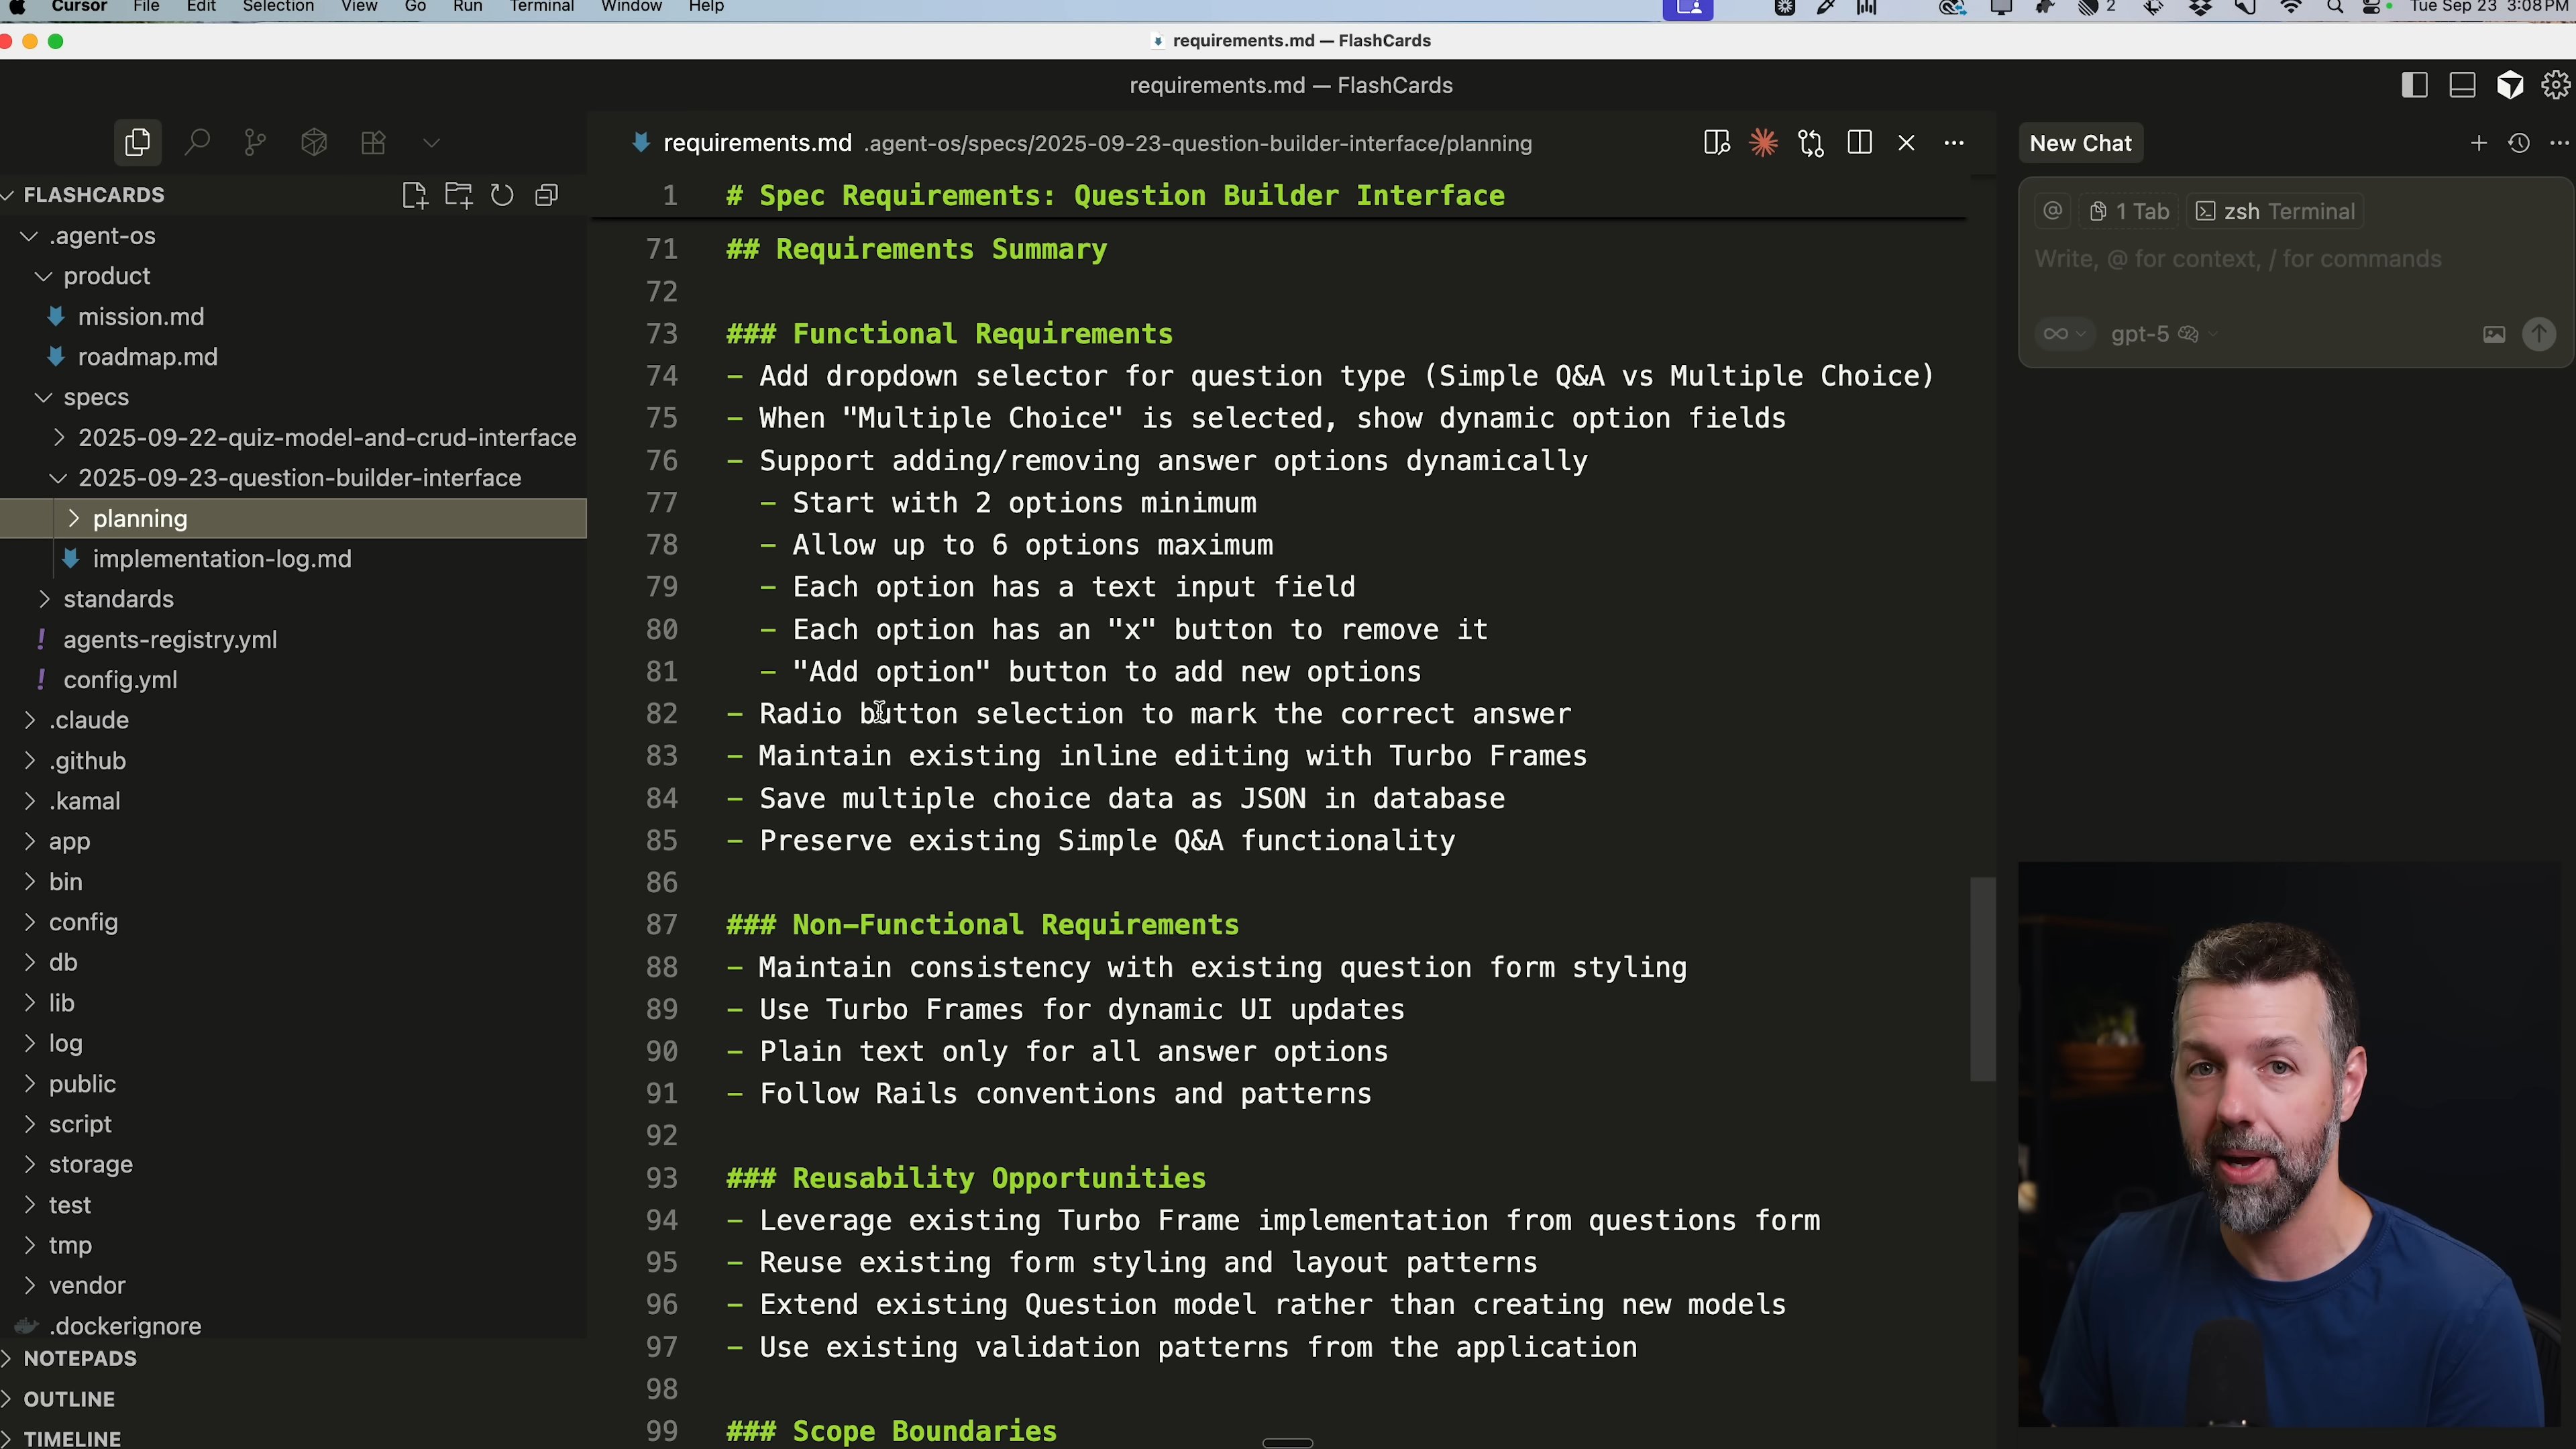 Cursor File Edit Selection View Go Run Terminal Window Help
2 Tue Sep 23 3:08 PM
requirements.md — FlashCards
requirements.md — FlashCards
FLASHCARDS
.agent-os
product
mission.md
roadmap.md
specs
2025-09-22-quiz-model-and-crud-interface
2025-09-23-question-builder-interface
planning
implementation-log.md
standards
! agents-registry.yml
! config.yml
.claude
.github
.kamal
app
bin
config
db
lib
log
public
script
storage
test
tmp
vendor
.dockerignore
NOTEPADS
OUTLINE
TIMELINE
requirements.md .agent-os/specs/2025-09-23-question-builder-interface/planning
1 # Spec Requirements: Question Builder Interface
71 ## Requirements Summary
72
73 ### Functional Requirements
74 - Add dropdown selector for question type (Simple Q&A vs Multiple Choice)
75 - When "Multiple Choice" is selected, show dynamic option fields
76 - Support adding/removing answer options dynamically
77 - Start with 2 options minimum
78 - Allow up to 6 options maximum
79 - Each option has a text input field
80 - Each option has an "x" button to remove it
81 - "Add option" button to add new options
82 - Radio button selection to mark the correct answer
83 - Maintain existing inline editing with Turbo Frames
84 - Save multiple choice data as JSON in database
85 - Preserve existing Simple Q&A functionality
86
87 ### Non-Functional Requirements
88 - Maintain consistency with existing question form styling
89 - Use Turbo Frames for dynamic UI updates
90 - Plain text only for all answer options
91 - Follow Rails conventions and patterns
92
93 ### Reusability Opportunities
94 - Leverage existing Turbo Frame implementation from questions form
95 - Reuse existing form styling and layout patterns
96 - Extend existing Question model rather than creating new models
97 - Use existing validation patterns from the application
98
99 ### Scope Boundaries
New Chat
@ 1 Tab zsh Terminal
Write, @ for context, / for commands
gpt-5